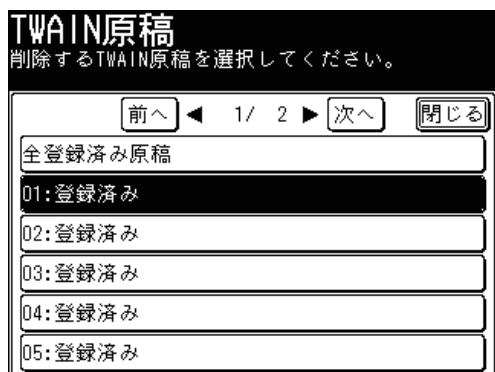 TWAIN原稿
削除するTWAIN原稿を選択してください。
前へ ◀ 1/ 2 ▶ 次へ 閉じる
全登録済み原稿
01:登録済み
02:登録済み
03:登録済み
04:登録済み
05:登録済み